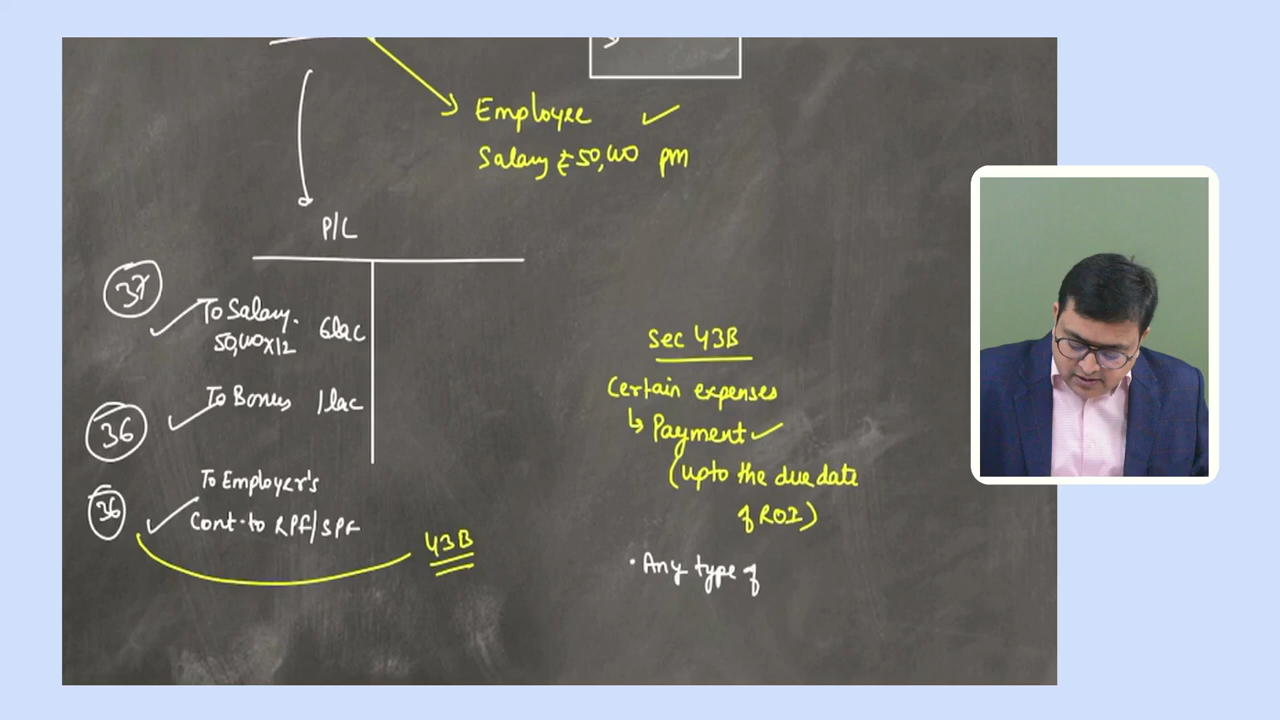 Employee
Salary ₹50,000 pm
P/L
37
To Salary. 6lac
50,000x12
To Bonus 1lac
36
To Employer's
36
Cont. to RPF/SPF
43B
Sec 43B
Certain expenses
↳ Payment ✓
(upto the due date
of ROI)
• Any type of